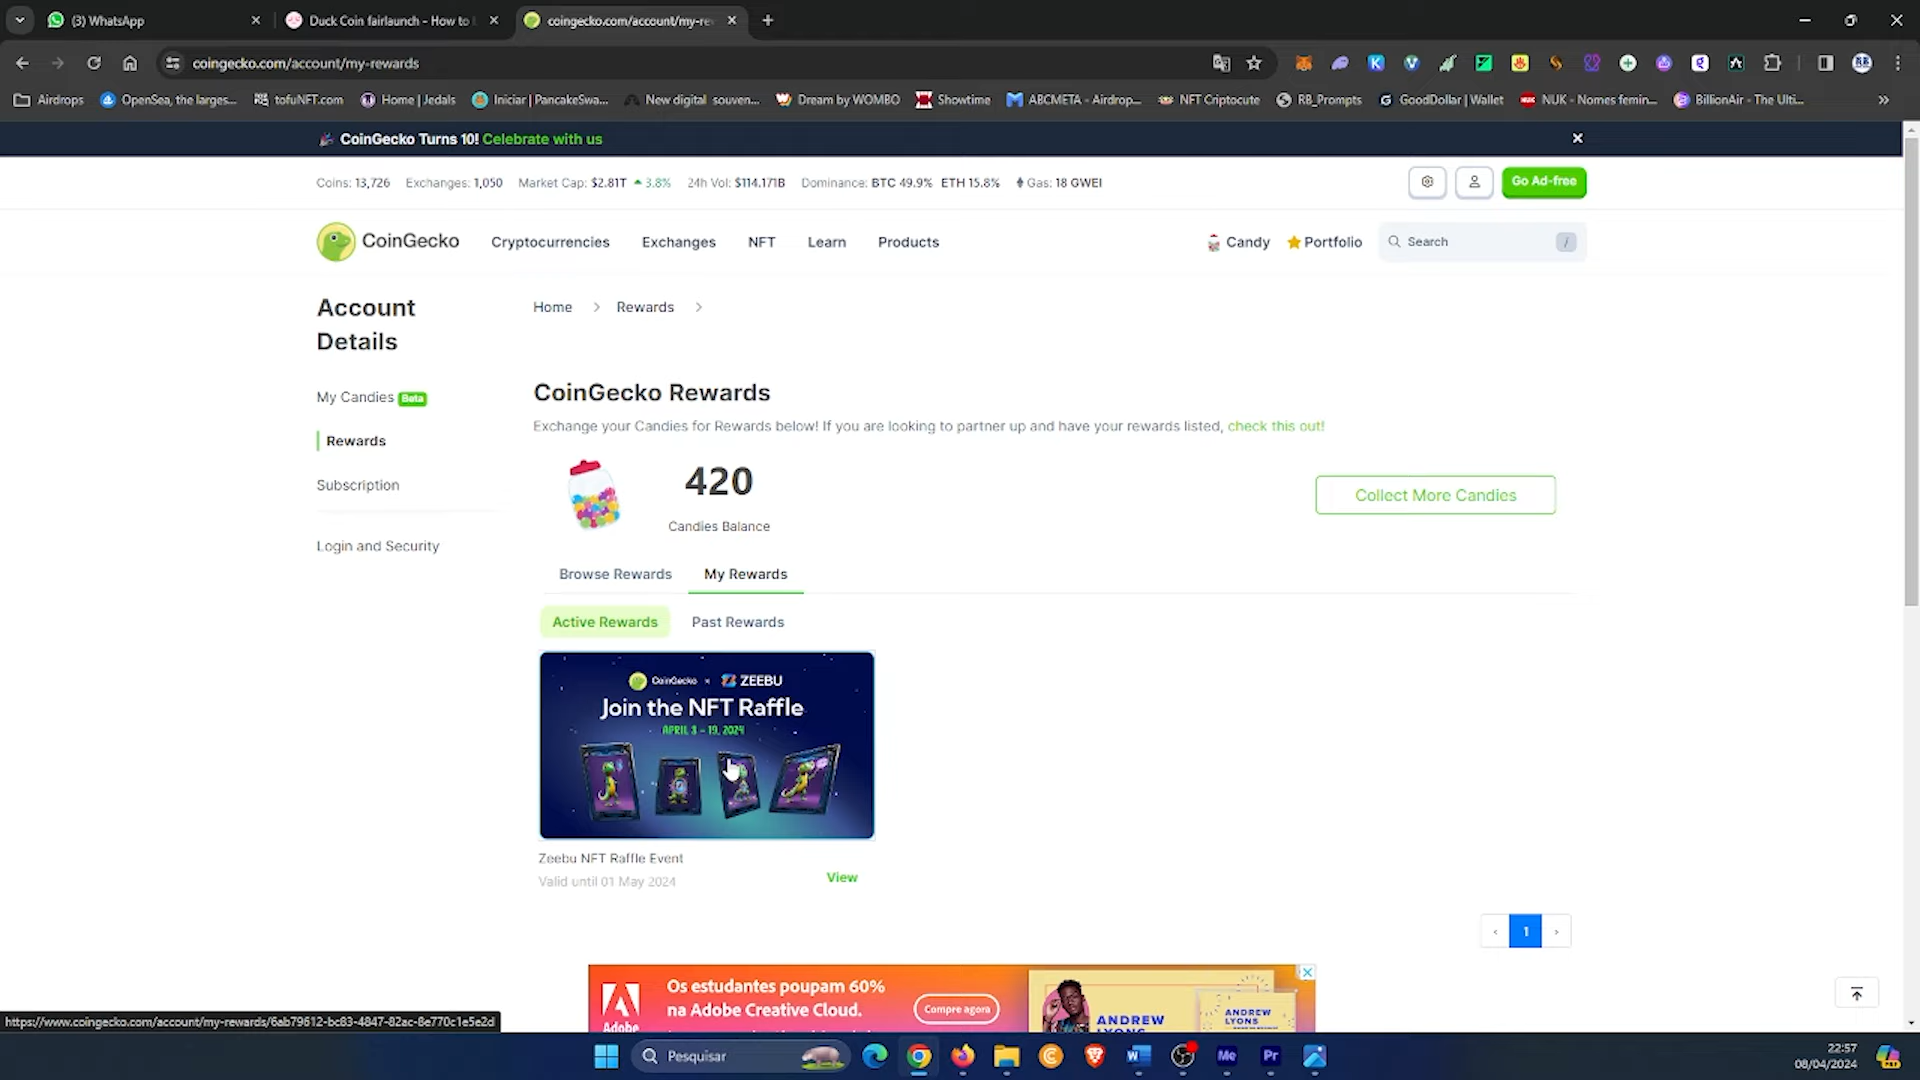 (3) WhatsApp
Duck Coin fairlaunch - How to
coingecko.com/account/my-re
coingecko.com/account/my-rewards
Airdrops
OpenSea, the larges...
tofuNFT.com
Home | Jedals
Iniciar | PancakeSwa...
New digital souven...
Dream by WOMBO
Showtime
ABCMETA - Airdrop...
NFT Criptocute
RB_Prompts
GoodDollar | Wallet
NUK - Nomes femin...
BillionAir - The Ulti...
CoinGecko Turns 10! Celebrate with us
Coins: 13,726 Exchanges: 1,050 Market Cap: $2.81T 3.8% 24h Vol: $114.171B Dominance: BTC 49.9% ETH 15.8% Gas: 18 GWEI
Go Ad-free
CoinGecko
Cryptocurrencies
Exchanges
NFT
Learn
Products
Candy
Portfolio
Search /
Account
Details
My Candies Beta
Rewards
Subscription
Login and Security
Home > Rewards >
CoinGecko Rewards
Exchange your Candies for Rewards below! If you are looking to partner up and have your rewards listed, check this out!
420
Candies Balance
Collect More Candies
Browse Rewards
My Rewards
Active Rewards
Past Rewards
CoinGecko × ZEEBU
Join the NFT Raffle
APRIL 8 - 19, 2024
Zeebu NFT Raffle Event
Valid until 01 May 2024
View
‹ 1 ›
Adobe
Os estudantes poupam 60%
na Adobe Creative Cloud.
Compre agora
ANDREW
LYONS
ANDREW
LYONS
https://www.coingecko.com/account/my-rewards/6ab79612-bc83-4847-82ac-8e770c1e5e2d
Pesquisar
22:57
08/04/2024